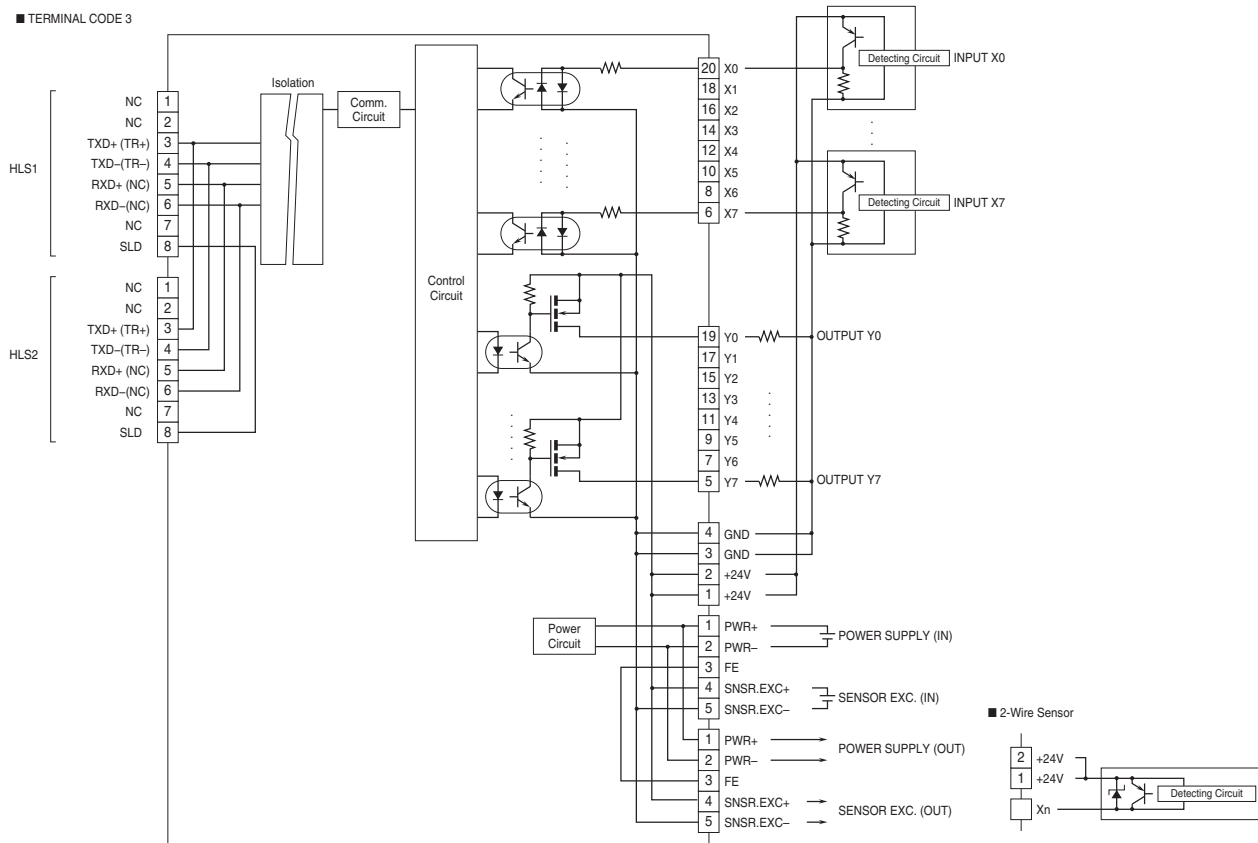 ■ TERMINAL CODE 3
HLS1
NC 1
NC 2
TXD+ (TR+) 3
TXD−(TR−) 4
RXD+ (NC) 5
RXD−(NC) 6
NC 7
SLD 8
HLS2
NC 1
NC 2
TXD+ (TR+) 3
TXD−(TR−) 4
RXD+ (NC) 5
RXD−(NC) 6
NC 7
SLD 8
Isolation
Comm.
Circuit
Control
Circuit
Power
Circuit
20 X0
18 X1
16 X2
14 X3
12 X4
10 X5
8 X6
6 X7
Detecting Circuit INPUT X0
Detecting Circuit INPUT X7
19 Y0 OUTPUT Y0
17 Y1
15 Y2
13 Y3
11 Y4
9 Y5
7 Y6
5 Y7 OUTPUT Y7
4 GND
3 GND
2 +24V
1 +24V
1 PWR+
2 PWR−
POWER SUPPLY (IN)
3 FE
4 SNSR.EXC+
5 SNSR.EXC−
SENSOR EXC. (IN)
1 PWR+
2 PWR−
POWER SUPPLY (OUT)
3 FE
4 SNSR.EXC+
5 SNSR.EXC−
SENSOR EXC. (OUT)
■ 2-Wire Sensor
2 +24V
1 +24V
Xn
Detecting Circuit